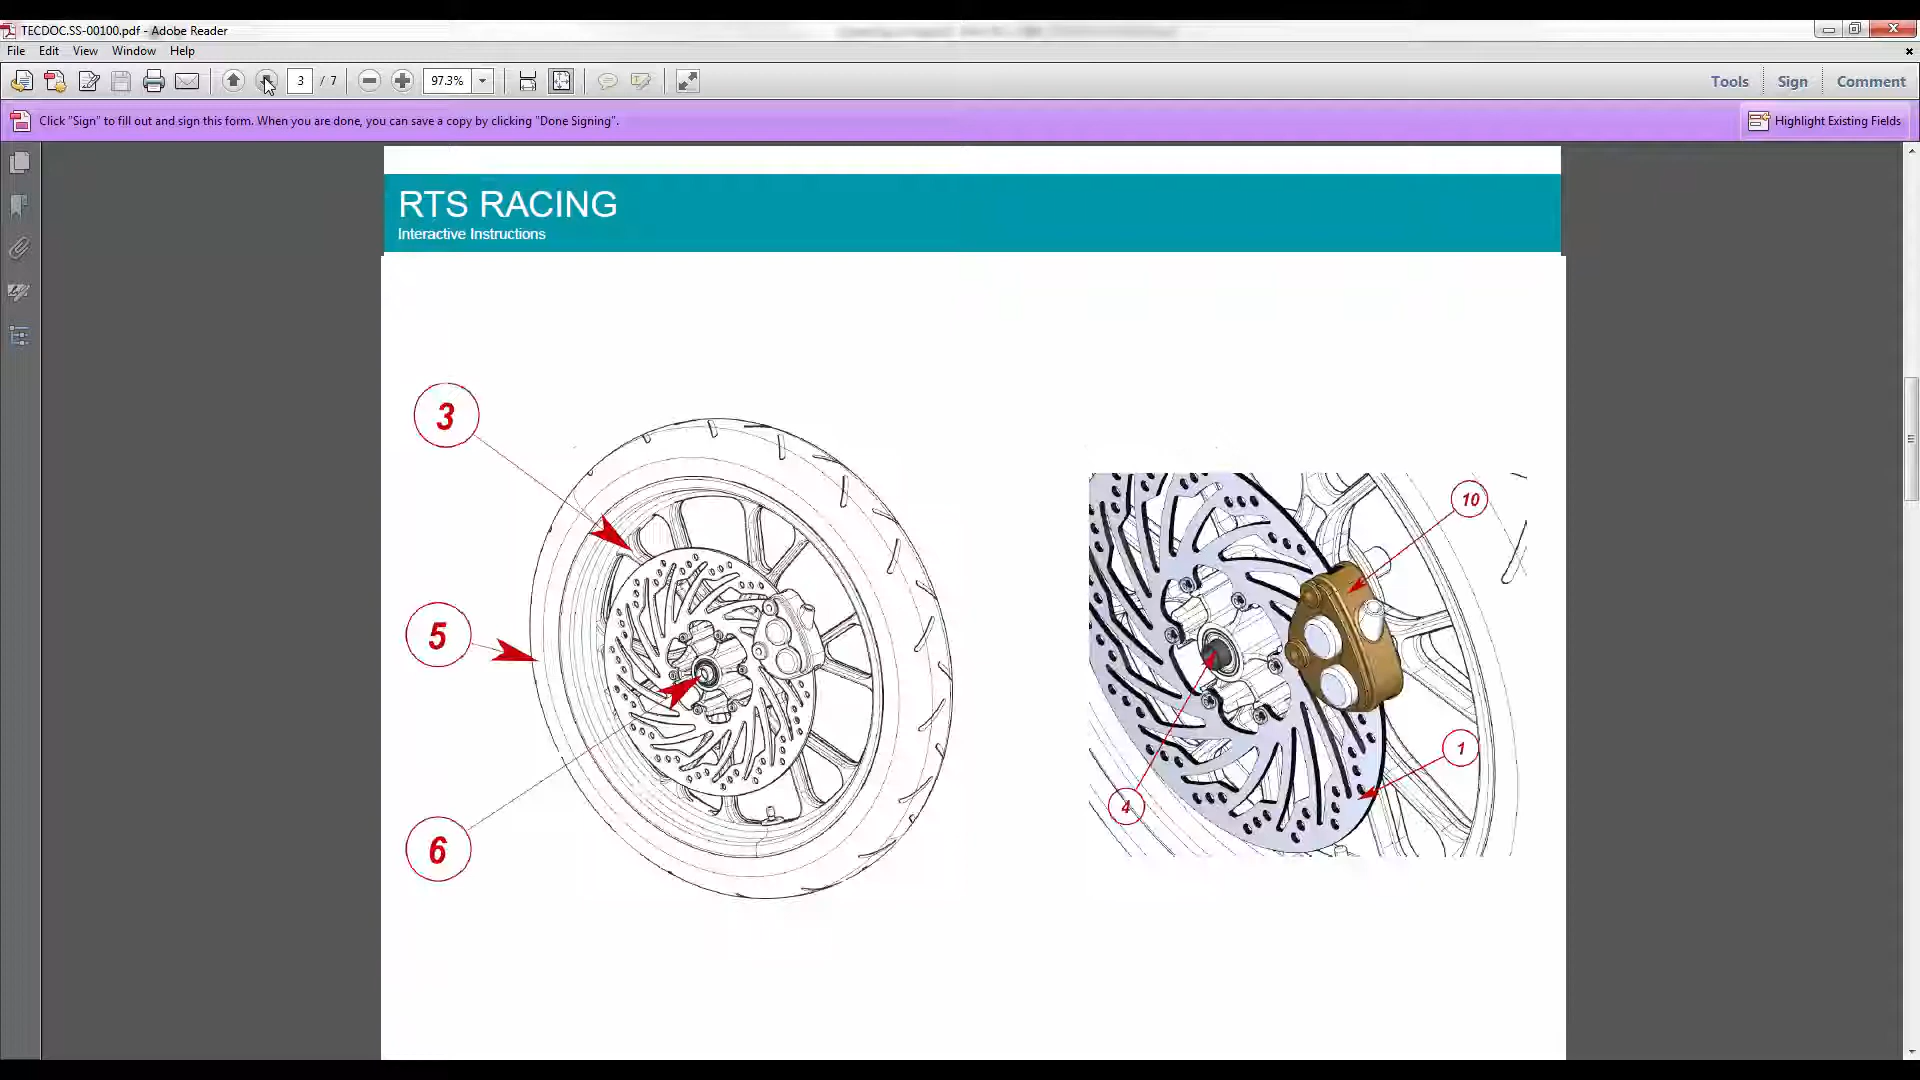 TECDOC.SS-00100.pdf - Adobe Reader
File Edit View Window Help
3 / 7 97.3% Tools Sign Comment
Click "Sign" to fill out and sign this form. When you are done, you can save a copy by clicking "Done Signing". Highlight Existing Fields
RTS RACING
Interactive Instructions
3
10
5
1
4
6